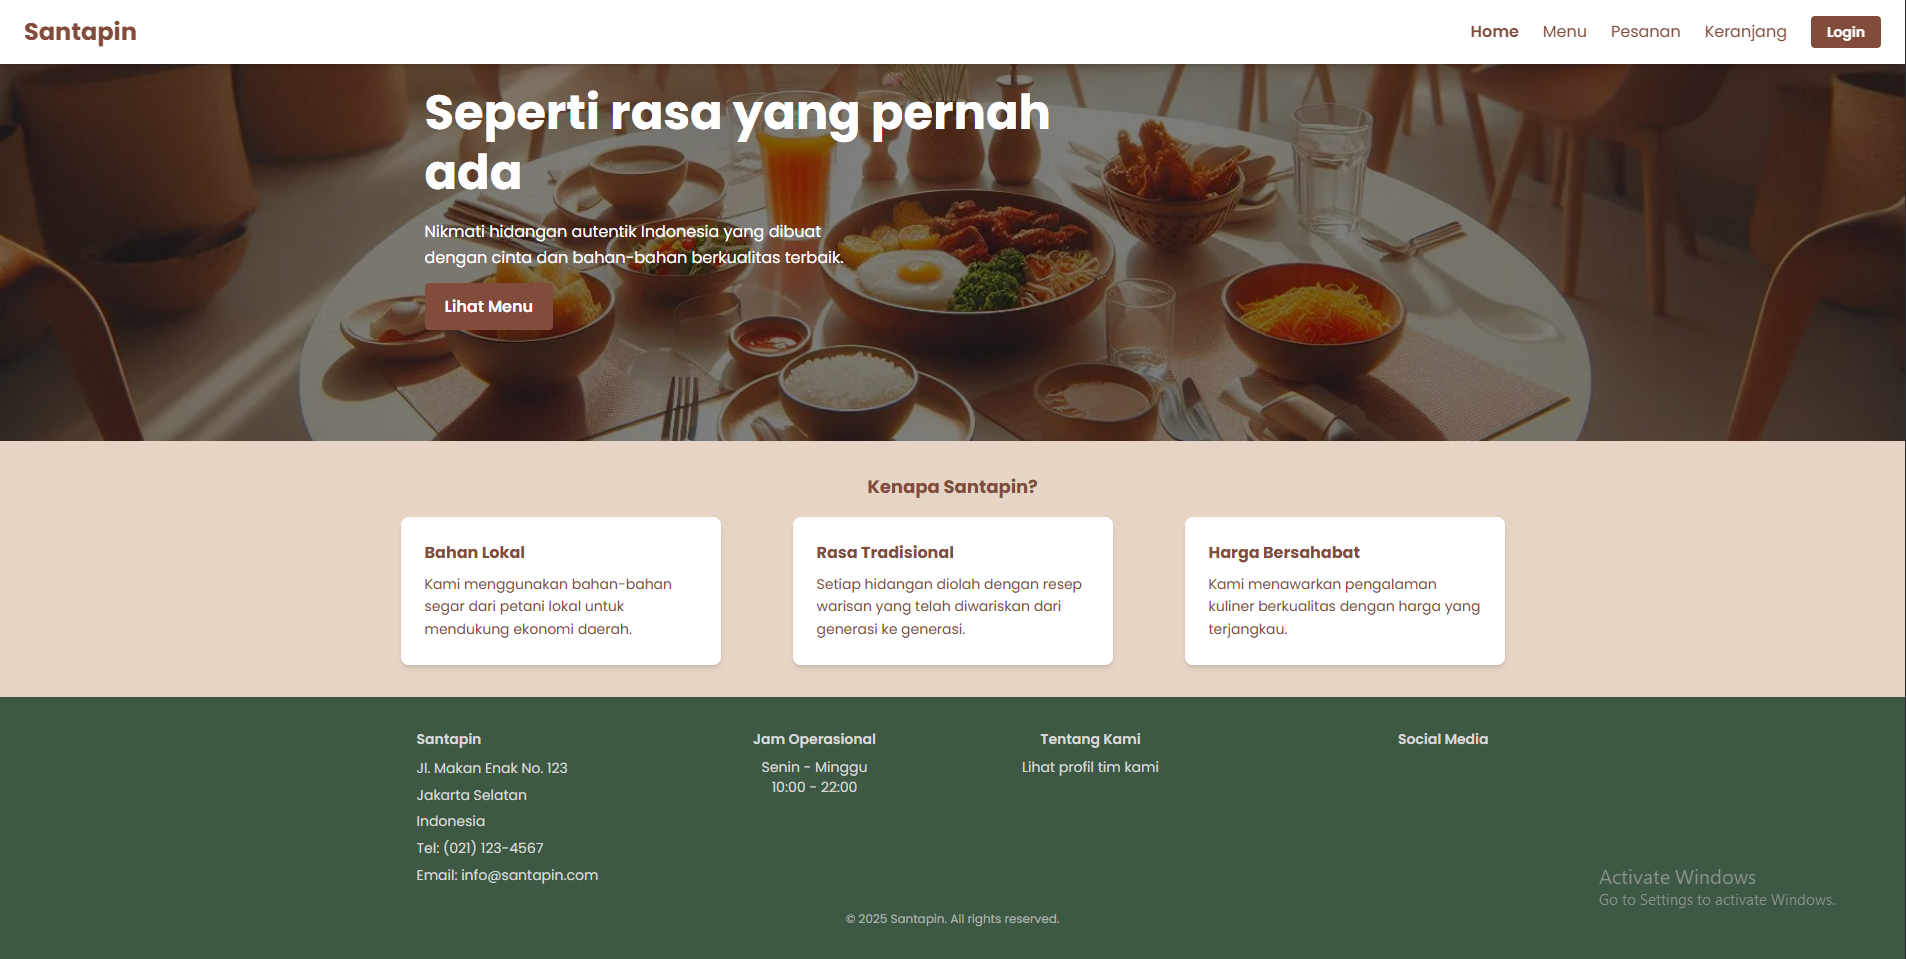 Santapin
Home Menu Pesanan Keranjang Login
Seperti rasa yang pernah
ada
Nikmati hidangan autentik Indonesia yang dibuat
dengan cinta dan bahan-bahan berkualitas terbaik.
Lihat Menu
Kenapa Santapin?
Bahan Lokal
Kami menggunakan bahan-bahan
segar dari petani lokal untuk
mendukung ekonomi daerah.
Rasa Tradisional
Setiap hidangan diolah dengan resep
warisan yang telah diwariskan dari
generasi ke generasi.
Harga Bersahabat
Kami menawarkan pengalaman
kuliner berkualitas dengan harga yang
terjangkau.
Santapin
Jl. Makan Enak No. 123
Jakarta Selatan
Indonesia
Tel: (021) 123-4567
Email: info@santapin.com
Jam Operasional
Senin - Minggu
10:00 - 22:00
Tentang Kami
Lihat profil tim kami
Social Media
Activate Windows
Go to Settings to activate Windows.
© 2025 Santapin. All rights reserved.